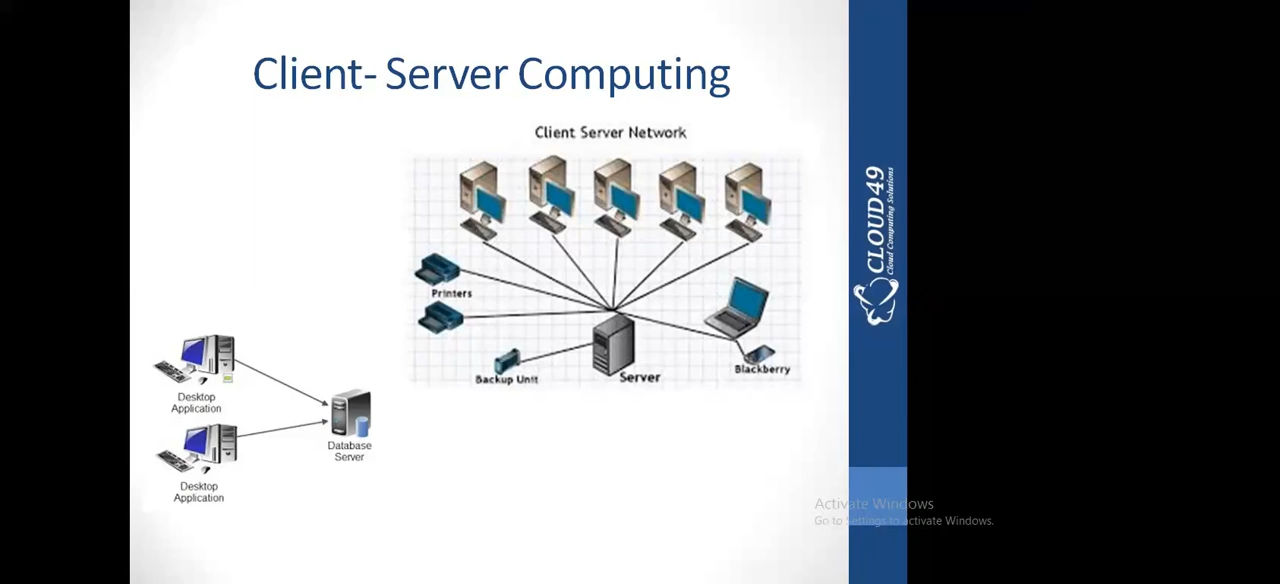 Client- Server Computing
Client Server Network
Printers
Backup Unit
Server
Blackberry
Desktop
Application
Database
Server
Desktop
Application
CLOUD49
Cloud Computing Solutions
Activate Windows
Go to Settings to activate Windows.